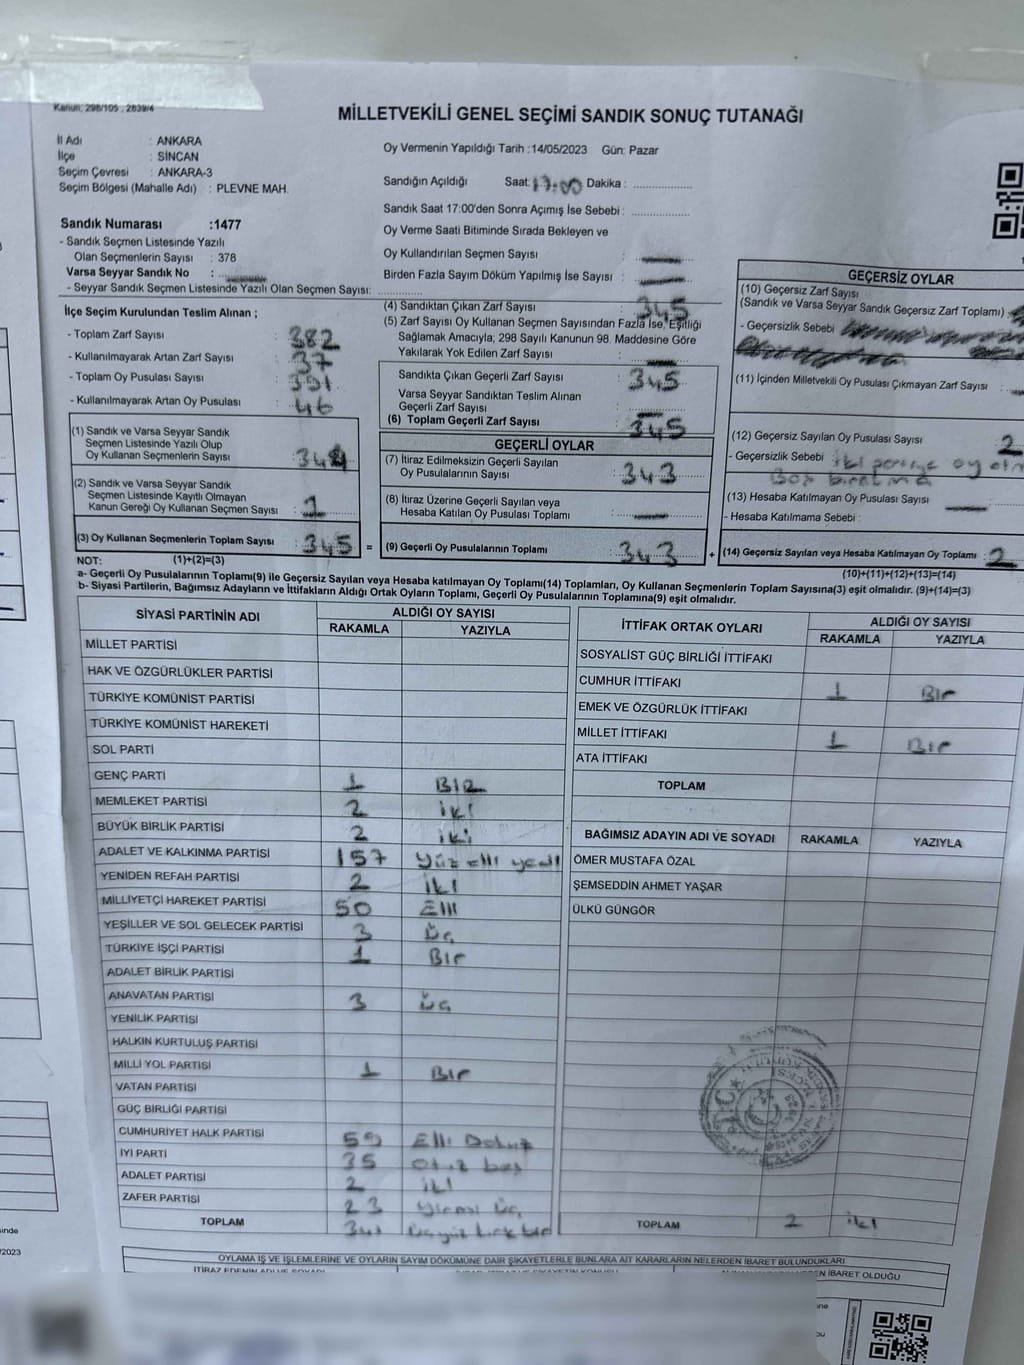 Kanun: 298/105 , 2839/4
MİLLETVEKİLİ GENEL SEÇİMİ SANDIK SONUÇ TUTANAĞI
İl Adı : ANKARA
İlçe : SİNCAN
Seçim Çevresi : ANKARA-3
Seçim Bölgesi (Mahalle Adı) : PLEVNE MAH.
Oy Vermenin Yapıldığı Tarih :14/05/2023 Gün: Pazar
Sandığın Açıldığı Saat: 17:00 Dakika :
Sandık Saat 17:00'den Sonra Açımış İse Sebebi :
Oy Verme Saati Bitiminde Sırada Bekleyen ve
Oy Kullandırılan Seçmen Sayısı :
Birden Fazla Sayım Döküm Yapılmış İse Sayısı :
Sandık Numarası :1477
- Sandık Seçmen Listesinde Yazılı
Olan Seçmenlerin Sayısı : 378
Varsa Seyyar Sandık No :
- Seyyar Sandık Seçmen Listesinde Yazılı Olan Seçmen Sayısı:
İlçe Seçim Kurulundan Teslim Alınan ;
- Toplam Zarf Sayısı : 382
- Kullanılmayarak Artan Zarf Sayısı : 37
- Toplam Oy Pusulası Sayısı : 391
- Kullanılmayarak Artan Oy Pusulası : 46
(1) Sandık ve Varsa Seyyar Sandık
Seçmen Listesinde Yazılı Olup
Oy Kullanan Seçmenlerin Sayısı : 344
(2) Sandık ve Varsa Seyyar Sandık
Seçmen Listesinde Kayıtlı Olmayan
Kanun Gereği Oy Kullanan Seçmen Sayısı : 1
(3) Oy Kullanan Seçmenlerin Toplam Sayısı : 345
(4) Sandıktan Çıkan Zarf Sayısı : 345
(5) Zarf Sayısı Oy Kullanan Seçmen Sayısından Fazla İse, Eşitliği
Sağlamak Amacıyla; 298 Sayılı Kanunun 98. Maddesine Göre
Yakılarak Yok Edilen Zarf Sayısı :
Sandıkta Çıkan Geçerli Zarf Sayısı : 345
Varsa Seyyar Sandıktan Teslim Alınan
Geçerli Zarf Sayısı :
(6) Toplam Geçerli Zarf Sayısı : 345
GEÇERLİ OYLAR
(7) İtiraz Edilmeksizin Geçerli Sayılan
Oy Pusulalarının Sayısı : 343
(8) İtiraz Üzerine Geçerli Sayılan veya
Hesaba Katılan Oy Pusulası Toplamı :
= (9) Geçerli Oy Pusulalarının Toplamı : 343
GEÇERSİZ OYLAR
(10) Geçersiz Zarf Sayısı
(Sandık ve Varsa Seyyar Sandık Geçersiz Zarf Toplamı)
- Geçersizlik Sebebi
(11) İçinden Milletvekili Oy Pusulası Çıkmayan Zarf Sayısı :
(12) Geçersiz Sayılan Oy Pusulası Sayısı : 2
- Geçersizlik Sebebi : iki partiye oy
Boş bıratma
(13) Hesaba Katılmayan Oy Pusulası Sayısı :
- Hesaba Katılmama Sebebi :
+ (14) Geçersiz Sayılan veya Hesaba Katılmayan Oy Toplamı : 2
NOT: (1)+(2)=(3)
(10)+(11)+(12)+(13)=(14)
a- Geçerli Oy Pusulalarının Toplamı(9) ile Geçersiz Sayılan veya Hesaba katılmayan Oy Toplamı(14) Toplamları, Oy Kullanan Seçmenlerin Toplam Sayısına(3) eşit olmalıdır. (9)+(14)=(3)
b- Siyasi Partilerin, Bağımsız Adayların ve İttifakların Aldığı Ortak Oyların Toplamı, Geçerli Oy Pusulalarının Toplamına(9) eşit olmalıdır.
SİYASİ PARTİNİN ADI ALDIĞI OY SAYISI
RAKAMLA YAZIYLA
MİLLET PARTİSİ
HAK VE ÖZGÜRLÜKLER PARTİSİ
TÜRKİYE KOMÜNİST PARTİSİ
TÜRKİYE KOMÜNİST HAREKETİ
SOL PARTİ
GENÇ PARTİ 1 BİR
MEMLEKET PARTİSİ 2 iki
BÜYÜK BİRLİK PARTİSİ 2 iki
ADALET VE KALKINMA PARTİSİ 157 Yüz elli yedi
YENİDEN REFAH PARTİSİ 2 iki
MİLLİYETÇİ HAREKET PARTİSİ 50 Elli
YEŞİLLER VE SOL GELECEK PARTİSİ 3 Üç
TÜRKİYE İŞÇİ PARTİSİ 1 Bir
ADALET BİRLİK PARTİSİ
ANAVATAN PARTİSİ 3 Üç
YENİLİK PARTİSİ
HALKIN KURTULUŞ PARTİSİ
MİLLİ YOL PARTİSİ 1 Bir
VATAN PARTİSİ
GÜÇ BİRLİĞİ PARTİSİ
CUMHURİYET HALK PARTİSİ 59 Elli Dokuz
İYİ PARTİ 35 Otuz beş
ADALET PARTİSİ 2 iki
ZAFER PARTİSİ 23 Yirmi Üç
TOPLAM 341 Üçyüz kırk bir
İTTİFAK ORTAK OYLARI ALDIĞI OY SAYISI
RAKAMLA YAZIYLA
SOSYALİST GÜÇ BİRLİĞİ İTTİFAKI
CUMHUR İTTİFAKI 1 Bir
EMEK VE ÖZGÜRLÜK İTTİFAKI
MİLLET İTTİFAKI 1 Bir
ATA İTTİFAKI
TOPLAM
BAĞIMSIZ ADAYIN ADI VE SOYADI RAKAMLA YAZIYLA
ÖMER MUSTAFA ÖZAL
ŞEMSEDDİN AHMET YAŞAR
ÜLKÜ GÜNGÖR
TOPLAM 2 iki
OYLAMA İŞ VE İŞLEMLERİNE VE OYLARIN SAYIM DÖKÜMÜNE DAİR ŞİKAYETLERLE BUNLARA AİT KARARLARIN NELERDEN İBARET BULUNDUKLARI